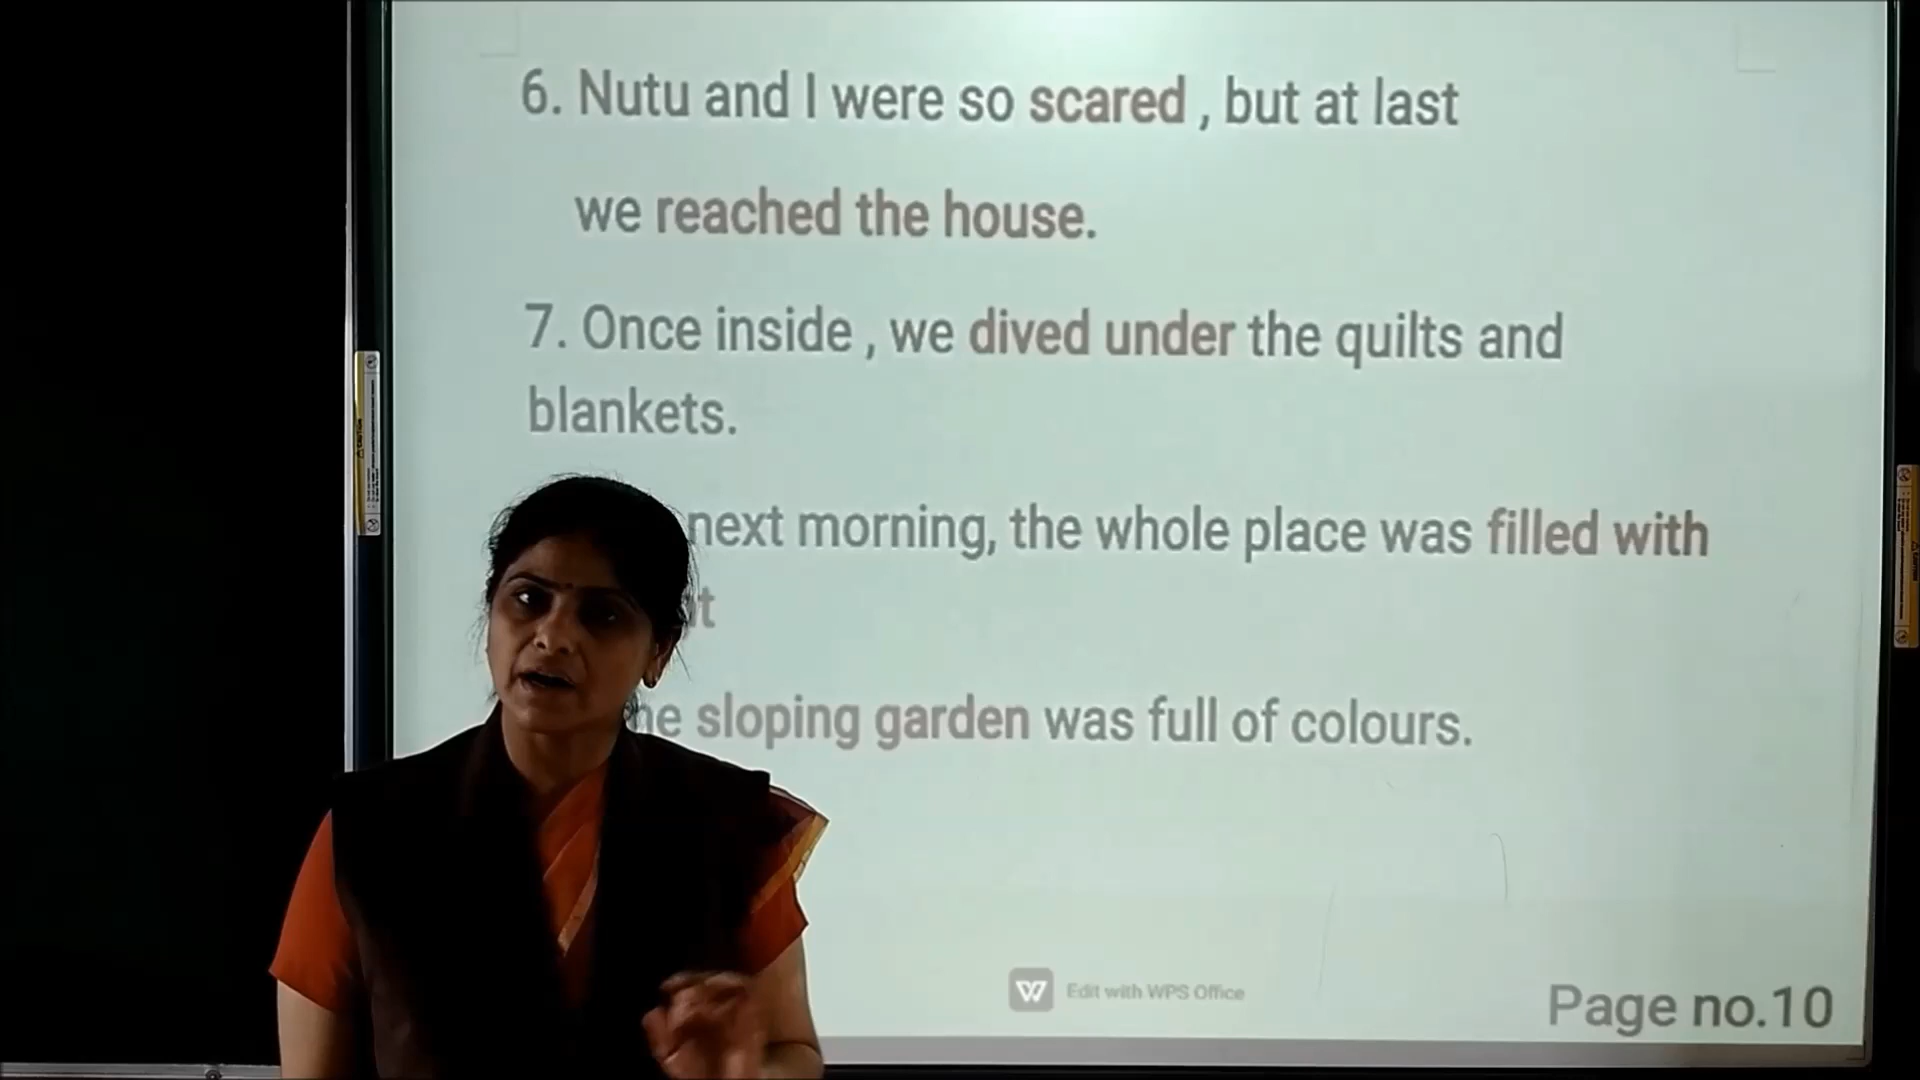 6. Nutu and I were so scared , but at last
we reached the house.
7. Once inside , we dived under the quilts and
blankets.
next morning, the whole place was filled with
sloping garden was full of colours.
Edit with WPS Office
Page no.10